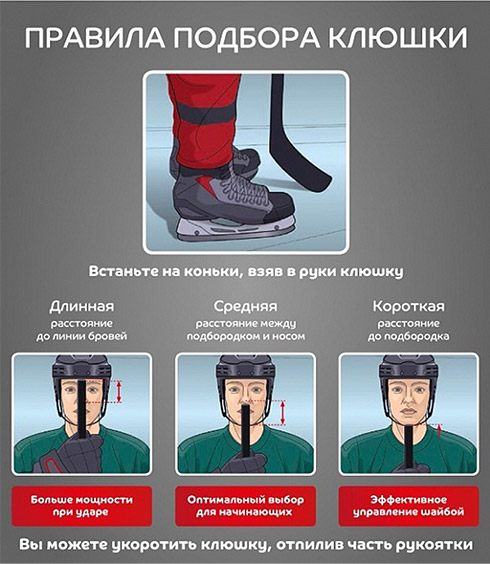 ПРАВИЛА ПОДБОРА КЛЮШКИ
Встаньте на коньки, взяв в руки клюшку
Длинная
расстояние
до линии бровей
Средняя
расстояние между
подбородком и носом
Короткая
расстояние
до подбородка
Больше мощности
при ударе
Оптимальный выбор
для начинающих
Эффективное
управление шайбой
Вы можете укоротить клюшку, отпилив часть рукоятки